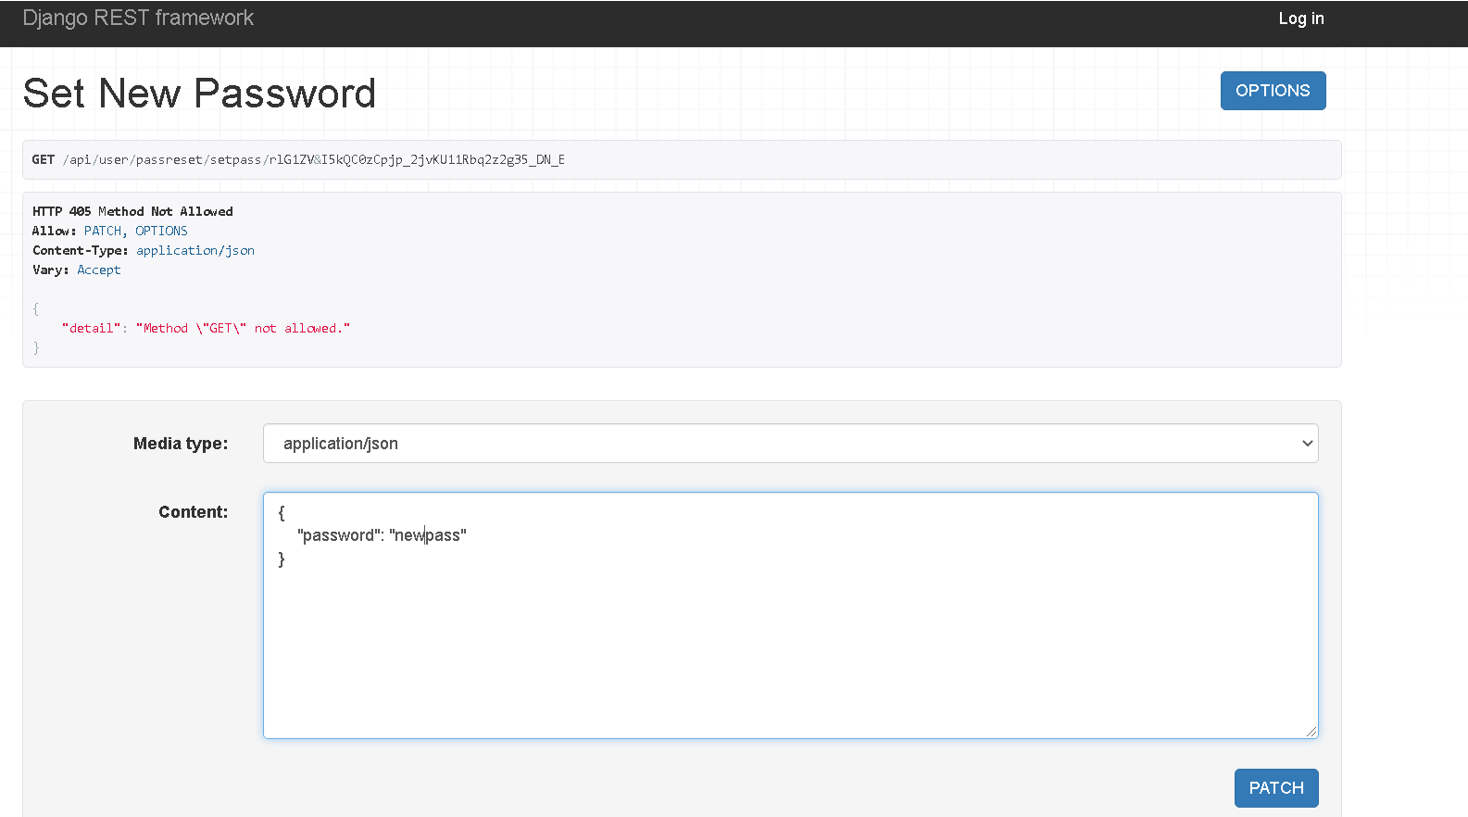 Django REST framework
Log in
Set New Password
OPTIONS
GET /api/user/passreset/setpass/rlG1ZV&I5kQC0zCpjp_2jvKU11Rbq2z2g35_DN_E
HTTP 405 Method Not Allowed
Allow: PATCH, OPTIONS
Content-Type: application/json
Vary: Accept
{
"detail": "Method \"GET\" not allowed."
}
Media type:
application/json
Content:
{
"password": "newpass"
}
PATCH